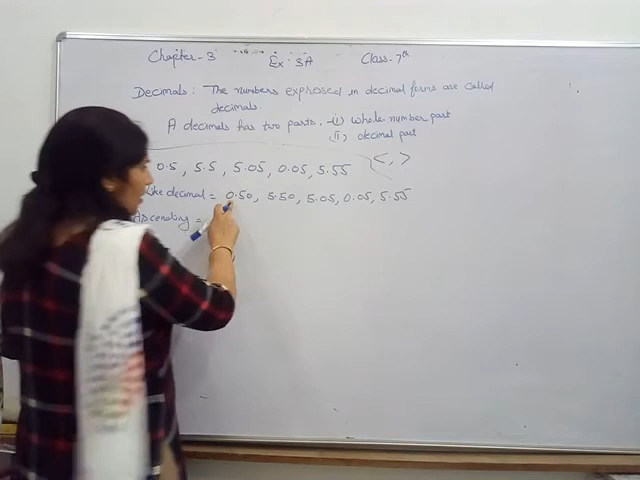 Chapter-3 Ex. 3A Class-7th
Decimals: The numbers expressed in decimal forms are called
decimals.
A decimals has two parts. (I) whole number part
(II) decimal part
0.5, 5.5, 5.05, 0.05, 5.55 <, >
Like decimal = 0.50, 5.50, 5.05, 0.05, 5.55
Ascending =